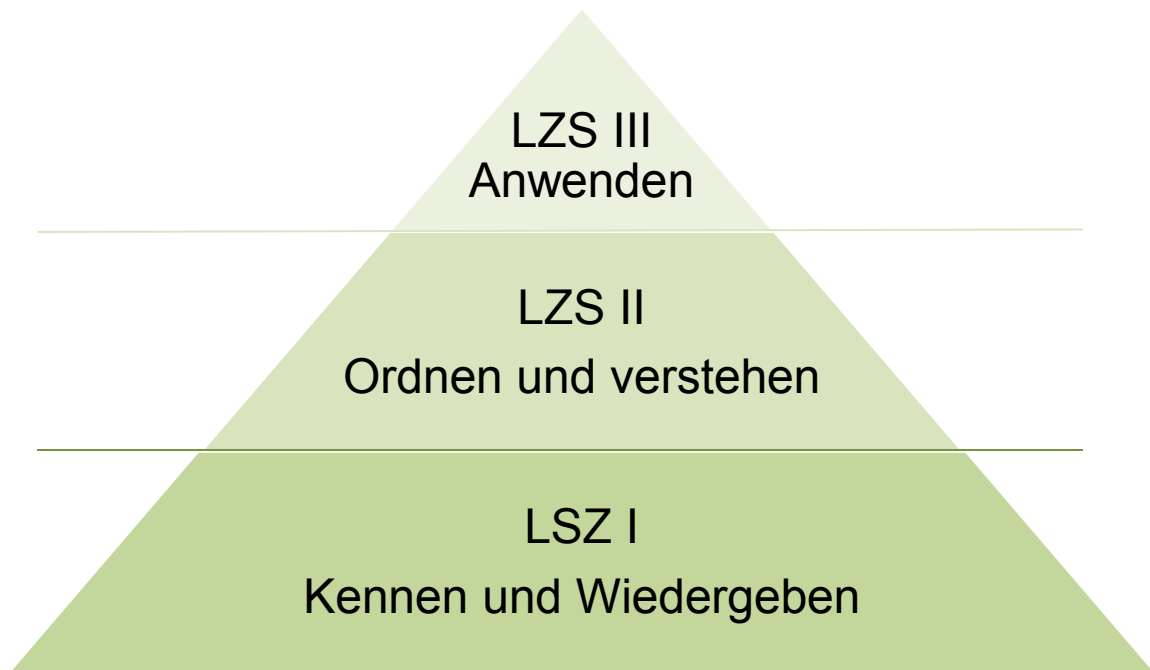 LZS III
Anwenden
LZS II
Ordnen und verstehen
LSZ I
Kennen und Wiedergeben